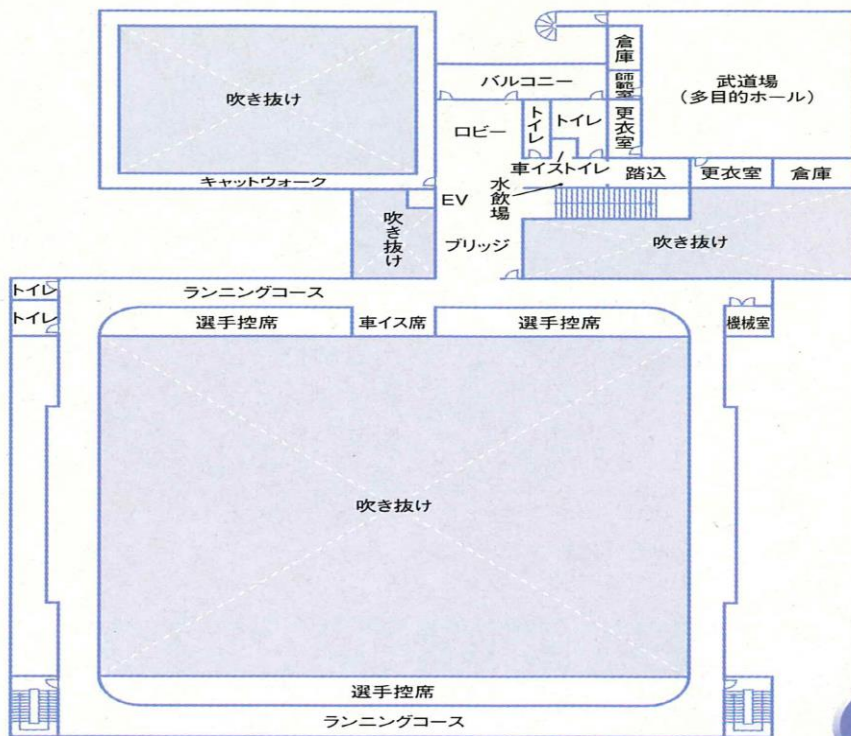 倉庫
師範室
武道場
（多目的ホール）
バルコニー
吹き抜け
トイレ
トイレ
更衣室
ロビー
車イストイレ
踏込
更衣室
倉庫
キャットウォーク
EV
水飲場
吹き抜け
ブリッジ
吹き抜け
トイレ
ランニングコース
トイレ
選手控席
車イス席
選手控席
機械室
吹き抜け
選手控席
ランニングコース